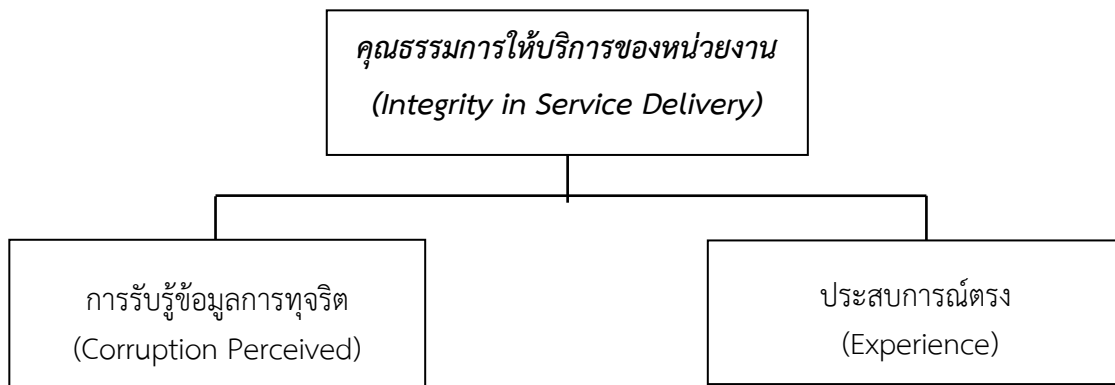 คุณธรรมการให้บริการของหน่วยงาน
(Integrity in Service Delivery)
การรับรู้ข้อมูลการทุจริต
(Corruption Perceived)
ประสบการณ์ตรง
(Experience)